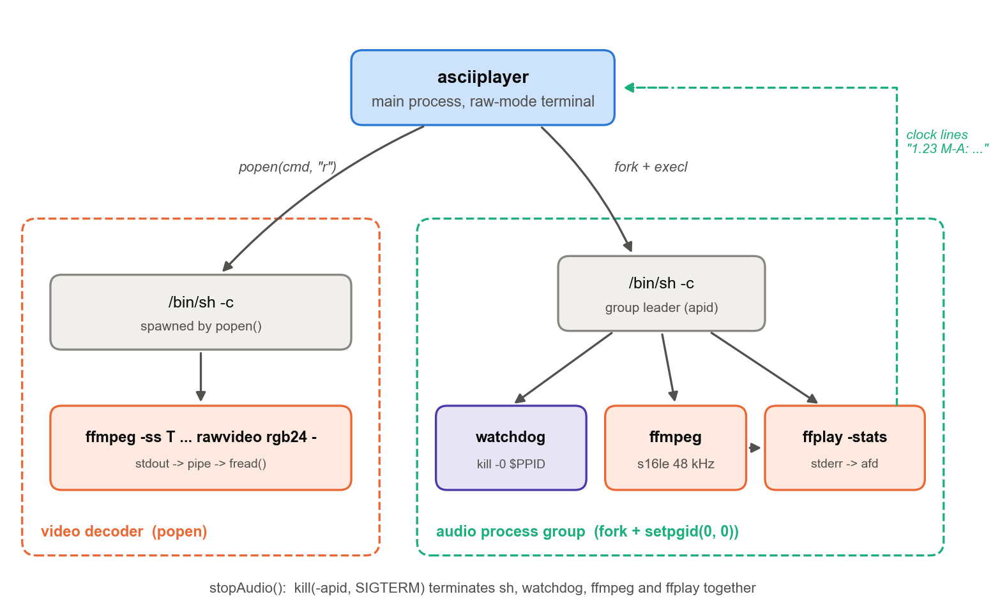 asciiplayer
main process, raw-mode terminal
clock lines
"1.23 M-A: ..."
popen(cmd, "r")
fork + execl
/bin/sh -c
spawned by popen()
/bin/sh -c
group leader (apid)
ffmpeg -ss T ... rawvideo rgb24 -
stdout -> pipe -> fread()
watchdog
kill -0 $PPID
ffmpeg
s16le 48 kHz
ffplay -stats
stderr -> afd
video decoder (popen)
audio process group (fork + setpgid(0, 0))
stopAudio(): kill(-apid, SIGTERM) terminates sh, watchdog, ffmpeg and ffplay together